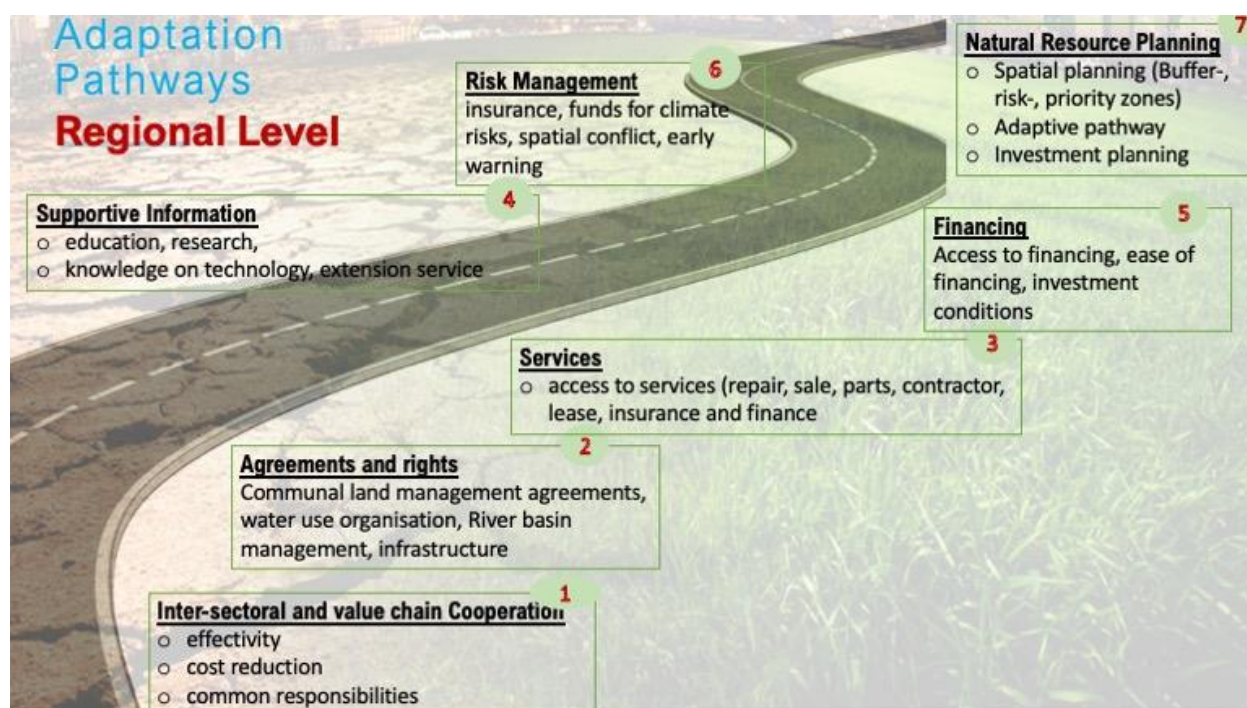 Adaptation
Pathways
Regional Level
7
Natural Resource Planning
o Spatial planning (Buffer-,
risk-, priority zones)
o Adaptive pathway
o Investment planning
6
Risk Management
insurance, funds for climate
risks, spatial conflict, early
warning
5
Financing
Access to financing, ease of
financing, investment
conditions
4
Supportive Information
o education, research,
o knowledge on technology, extension service
3
Services
o access to services (repair, sale, parts, contractor,
lease, insurance and finance
2
Agreements and rights
Communal land management agreements,
water use organisation, River basin
management, infrastructure
1
Inter-sectoral and value chain Cooperation
o effectivity
o cost reduction
o common responsibilities